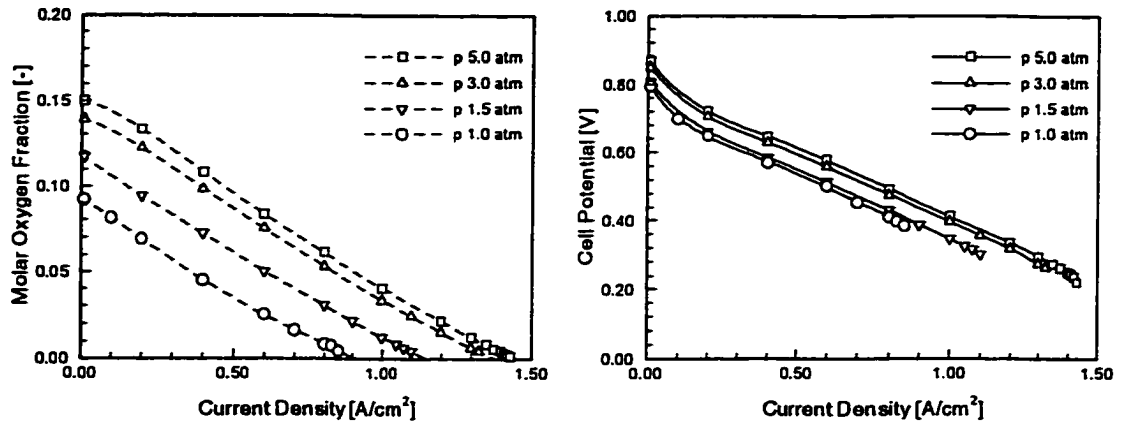 0.20
0.15
0.10
0.05
0.00
0.00
0.50
1.00
1.50
Molar Oxygen Fraction [-]
Current Density [A/cm²]
p 5.0 atm
p 3.0 atm
p 1.5 atm
p 1.0 atm
1.00
0.80
0.60
0.40
0.20
0.00
0.00
0.50
1.00
1.50
Cell Potential [V]
Current Density [A/cm²]
p 5.0 atm
p 3.0 atm
p 1.5 atm
p 1.0 atm